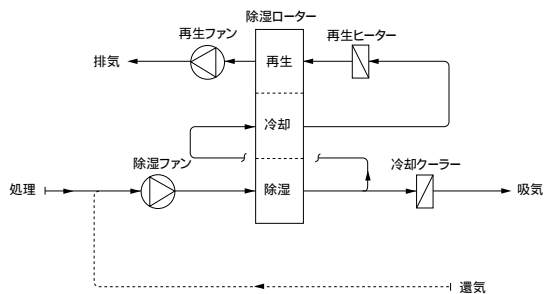 除湿ローター
再生ファン
再生ヒーター
排気
再生
冷却
除湿ファン
冷却クーラー
処理
除湿
吸気
還気